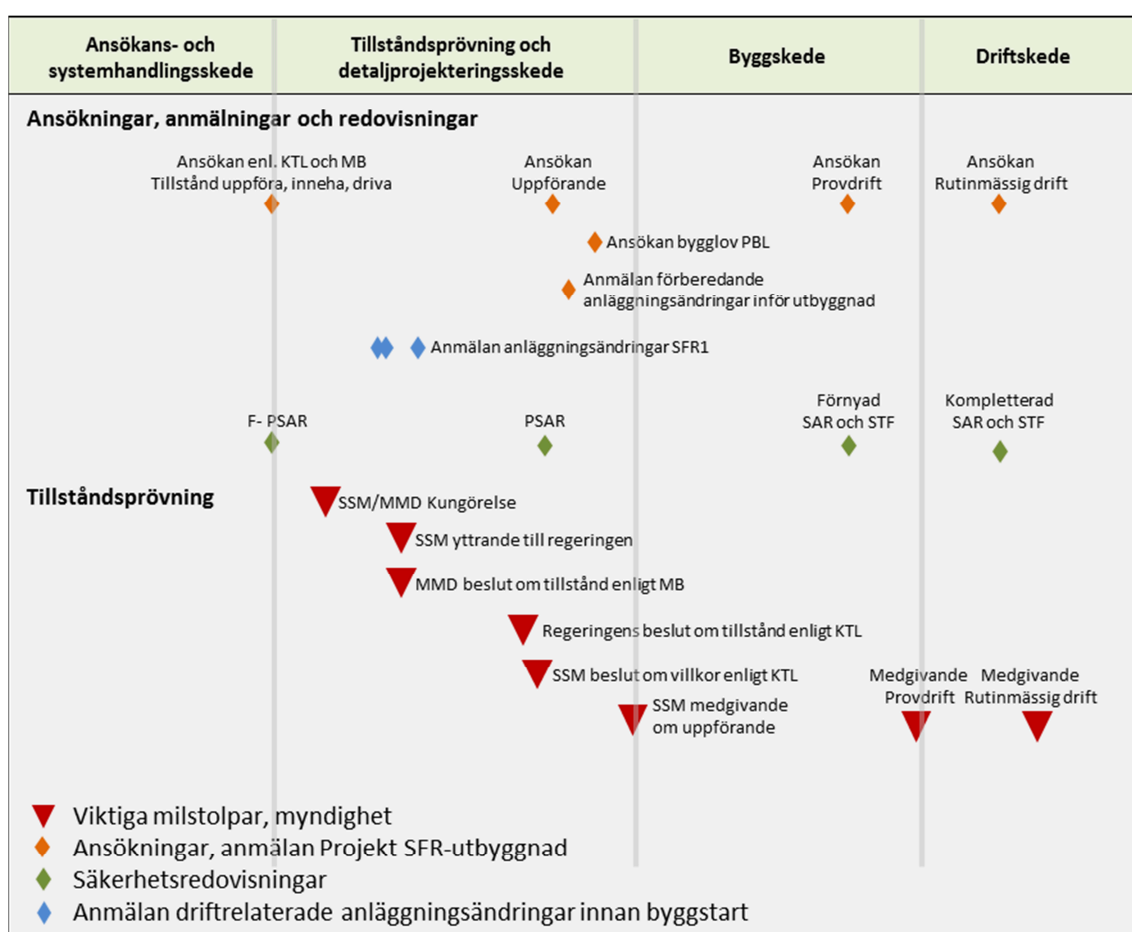 Ansökans- och
systemhandlingsskede
Tillståndsprövning och
detaljprojekteringsskede
Byggskede
Driftskede
Ansökningar, anmälningar och redovisningar
Ansökan enl. KTL och MB
Tillstånd uppföra, inneha, driva
Ansökan
Uppförande
Ansökan
Provdrift
Ansökan
Rutinmässig drift
Ansökan bygglov PBL
Anmälan förberedande
anläggningsändringar inför utbyggnad
Anmälan anläggningsändringar SFR1
F- PSAR
PSAR
Förnyad
SAR och STF
Kompletterad
SAR och STF
Tillståndsprövning
SSM/MMD Kungörelse
SSM yttrande till regeringen
MMD beslut om tillstånd enligt MB
Regeringens beslut om tillstånd enligt KTL
SSM beslut om villkor enligt KTL
SSM medgivande
om uppförande
Medgivande
Provdrift
Medgivande
Rutinmässig drift
Viktiga milstolpar, myndighet
Ansökningar, anmälan Projekt SFR-utbyggnad
Säkerhetsredovisningar
Anmälan driftrelaterade anläggningsändringar innan byggstart